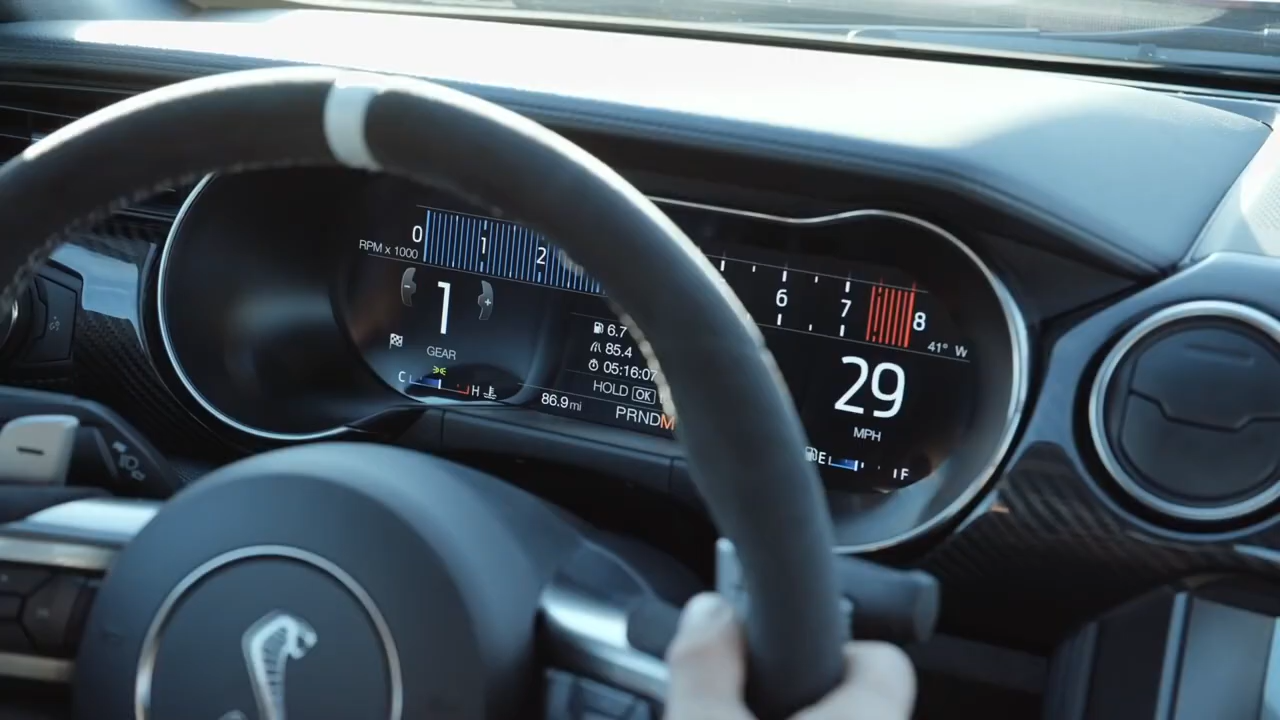 0 1 2 6 7 8
RPM x 1000
- 1 +
GEAR
C H
6.7
85.4
05:16:07
HOLD OK
86.9 mi
PRNDM
41° W
29
MPH
E F